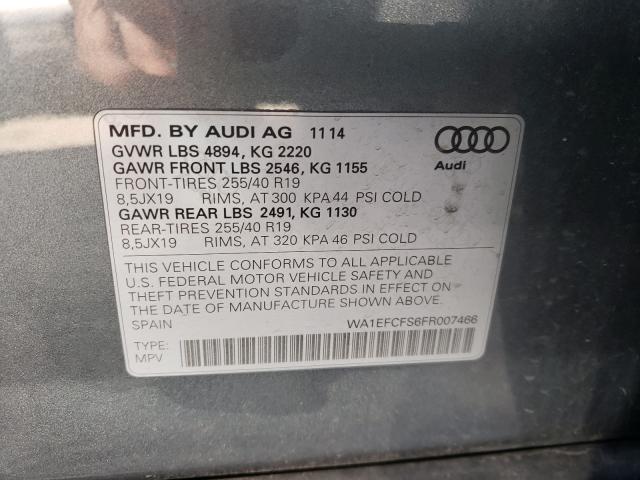 MFD. BY AUDI AG 11 14
GVWR LBS 4894, KG 2220
GAWR FRONT LBS 2546, KG 1155
FRONT-TIRES 255/40 R19
8,5JX19 RIMS, AT 300 KPA 44 PSI COLD
GAWR REAR LBS 2491, KG 1130
REAR-TIRES 255/40 R19
8,5JX19 RIMS, AT 320 KPA 46 PSI COLD
Audi
THIS VEHICLE CONFORMS TO ALL APPLICABLE
U.S. FEDERAL MOTOR VEHICLE SAFETY AND
THEFT PREVENTION STANDARDS IN EFFECT ON
THE DATE OF MANUFACTURE SHOWN ABOVE.
SPAIN WA1EFCFS6FR007466
TYPE:
MPV